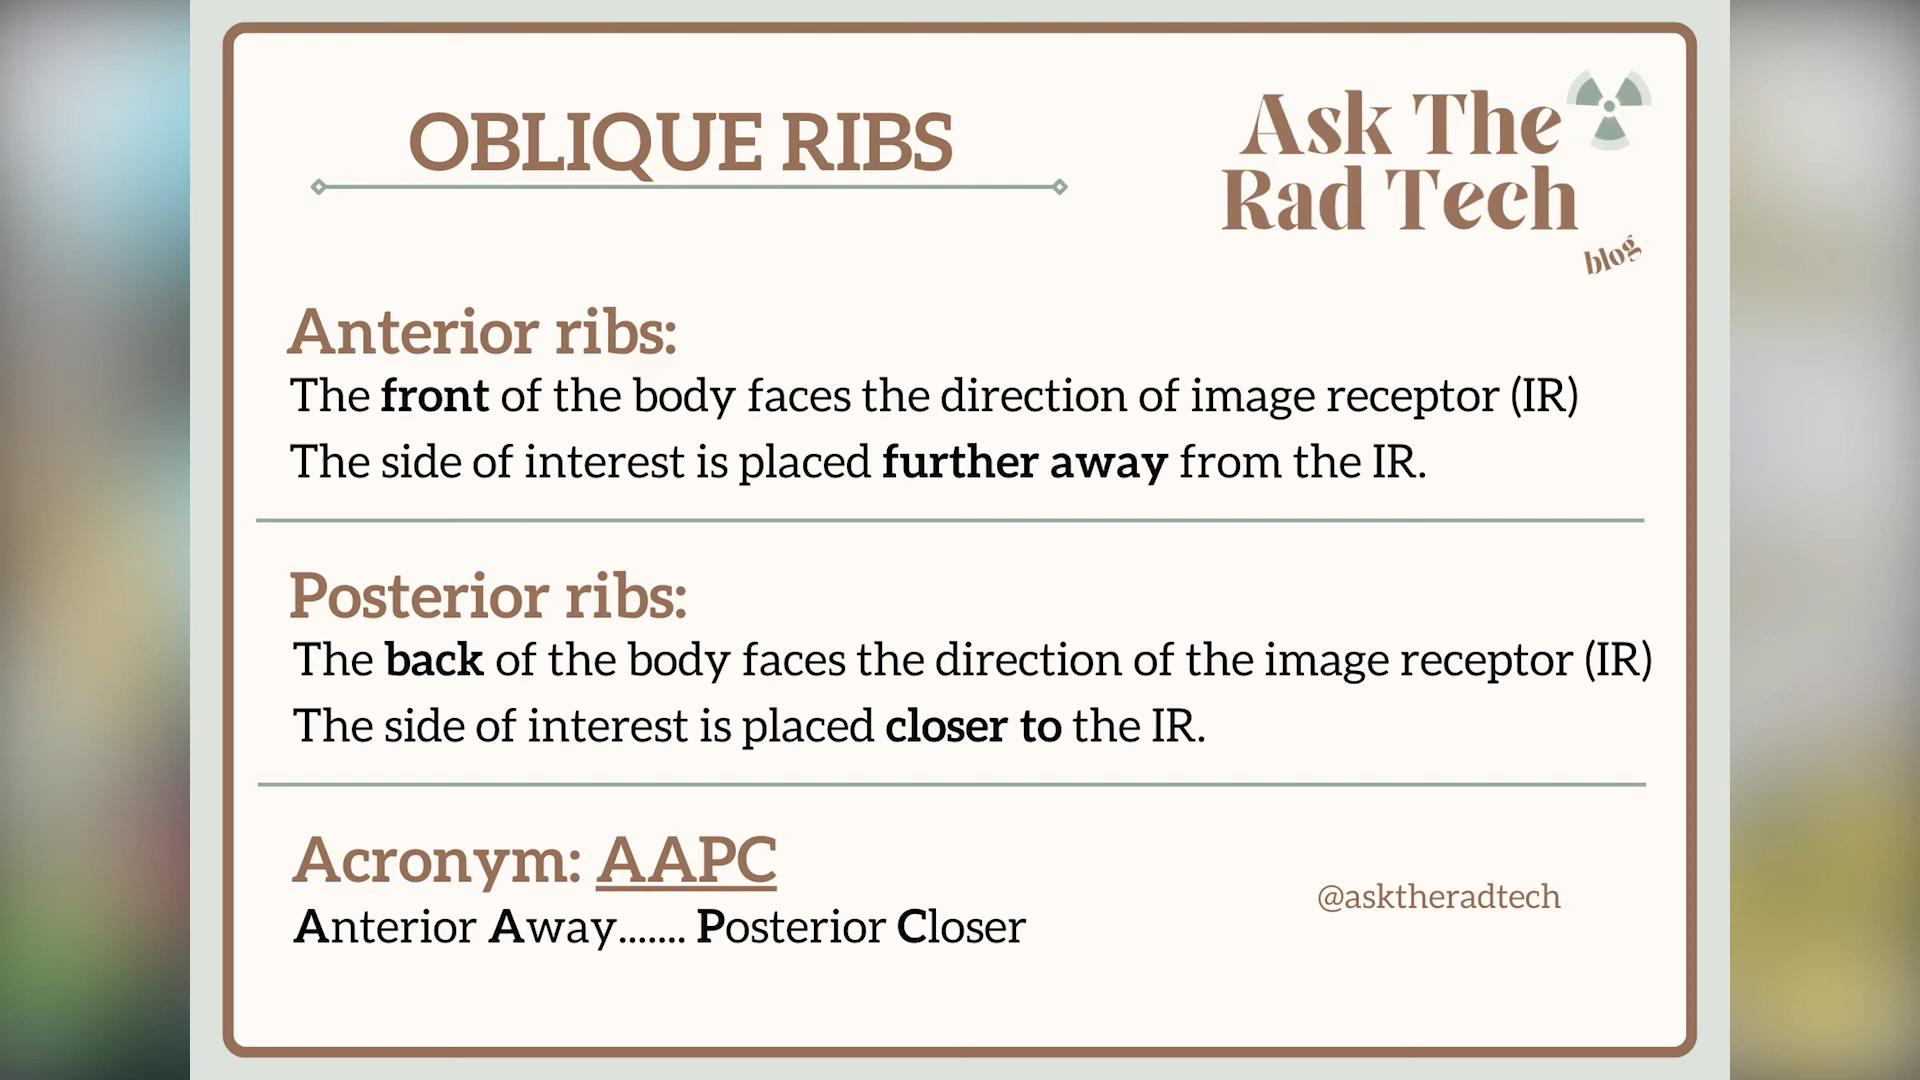 OBLIQUE RIBS
Ask The
Rad Tech
blog
Anterior ribs:
The front of the body faces the direction of image receptor (IR)
The side of interest is placed further away from the IR.
Posterior ribs:
The back of the body faces the direction of the image receptor (IR)
The side of interest is placed closer to the IR.
Acronym: AAPC
Anterior Away....... Posterior Closer
@asktheradtech